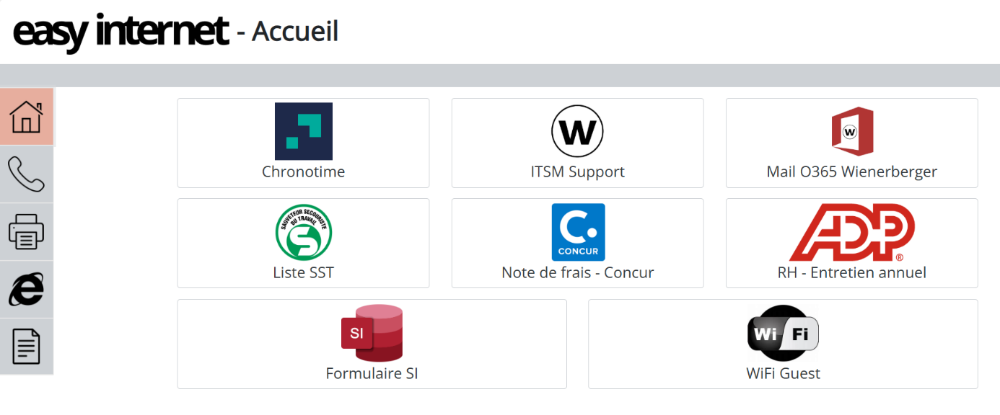 easy internet - Accueil
Chronotime
W
ITSM Support
W
Mail O365 Wienerberger
SAUVETEUR SECOURISTE
DU TRAVAIL
S
Liste SST
C.
CONCUR
Note de frais - Concur
ADP®
RH - Entretien annuel
SI
Formulaire SI
Wi Fi
WiFi Guest